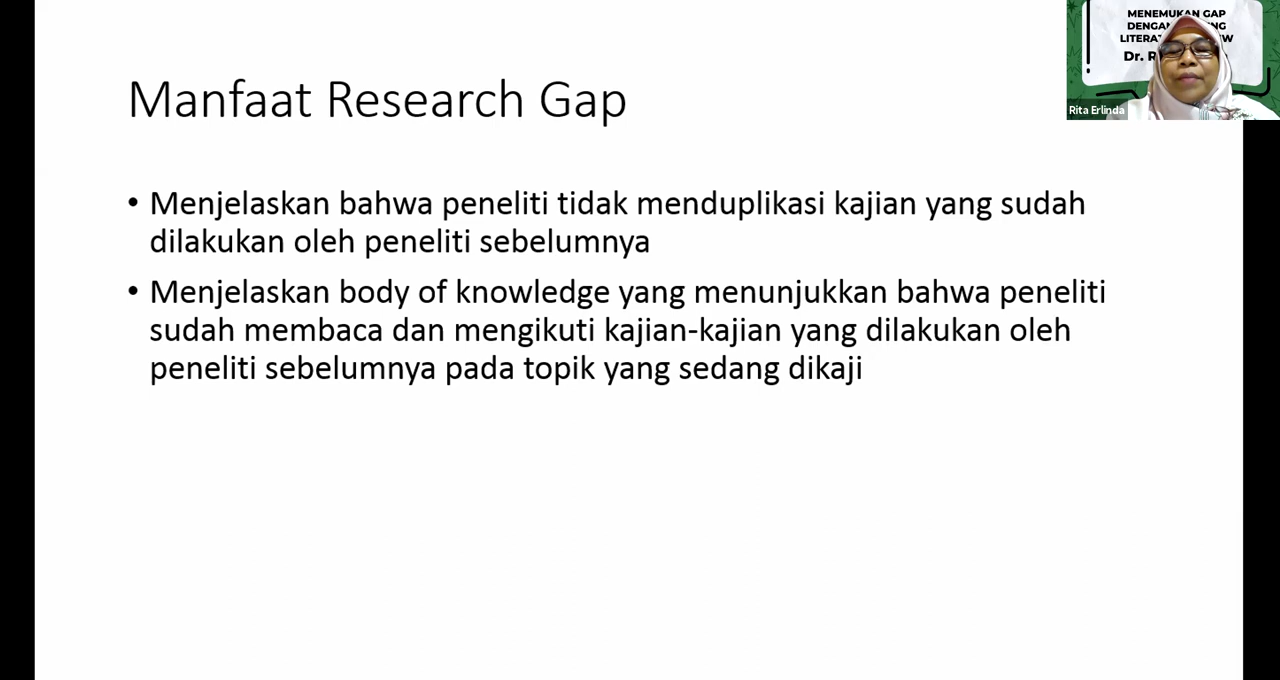 Manfaat Research Gap
• Menjelaskan bahwa peneliti tidak menduplikasi kajian yang sudah
dilakukan oleh peneliti sebelumnya
• Menjelaskan body of knowledge yang menunjukkan bahwa peneliti
sudah membaca dan mengikuti kajian-kajian yang dilakukan oleh
peneliti sebelumnya pada topik yang sedang dikaji
MENEMUKAN GAP
Dr.
Rita Erlinda